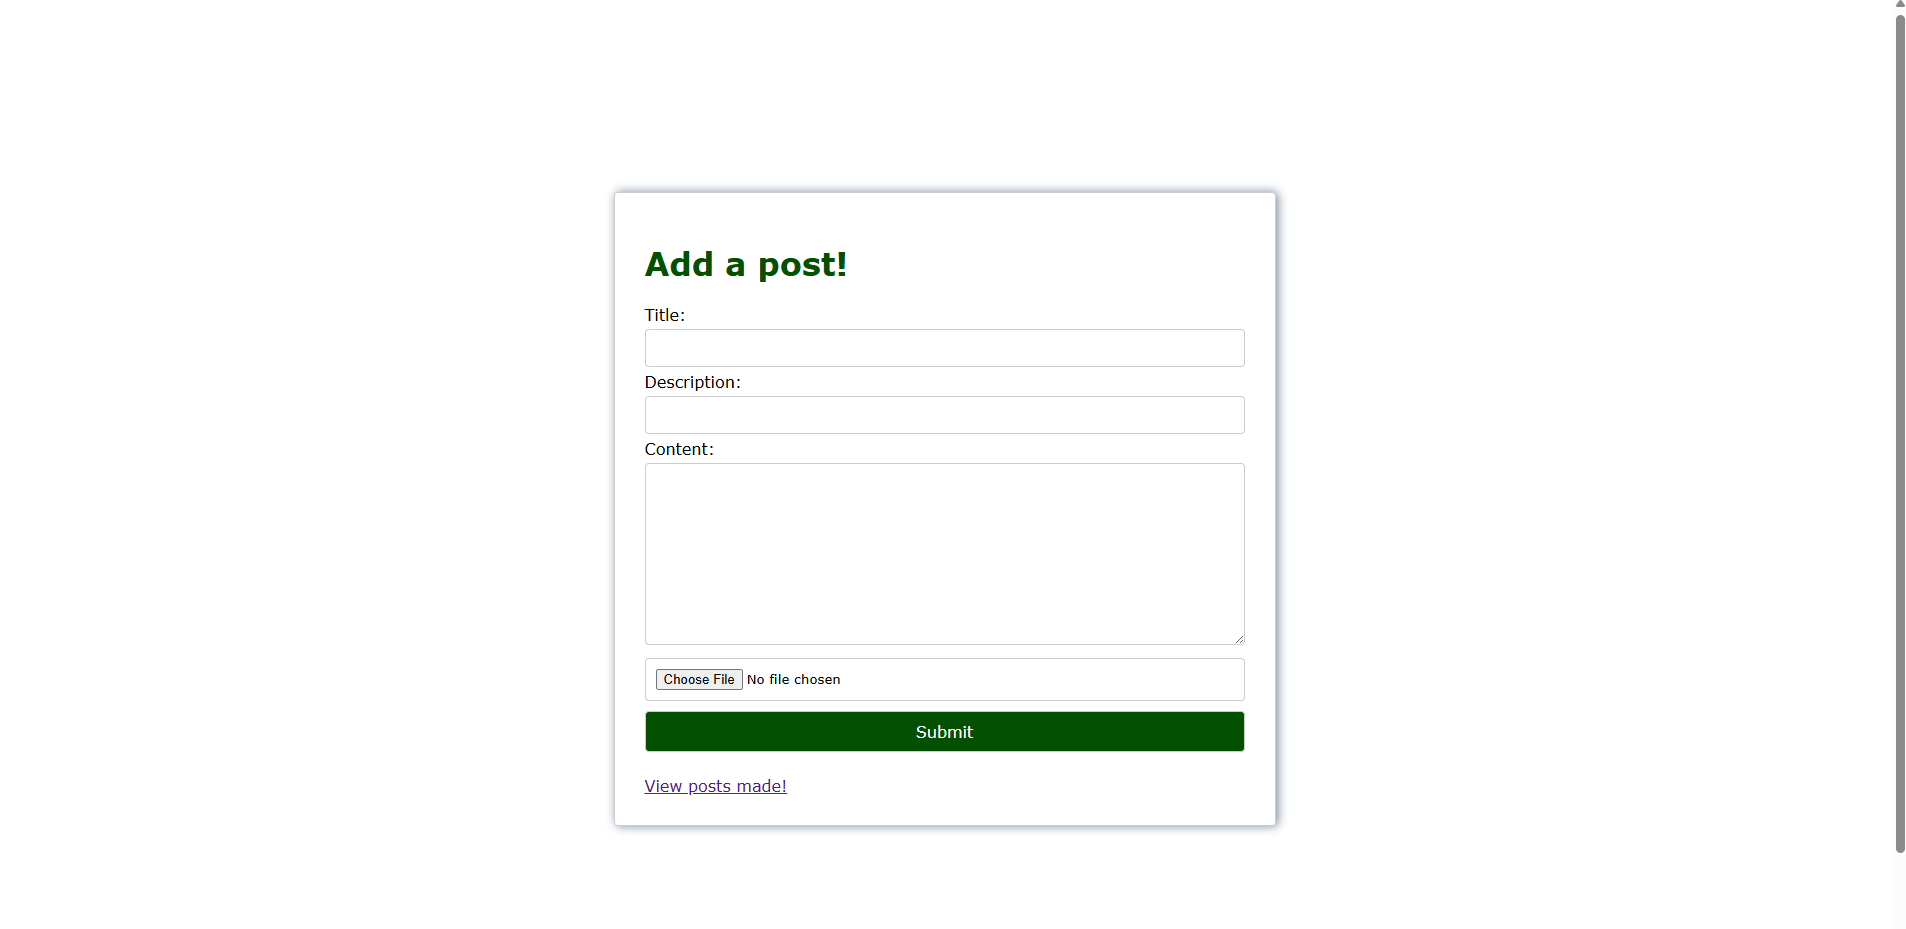 Add a post!
Title:
Description:
Content:
Choose File No file chosen
Submit
View posts made!